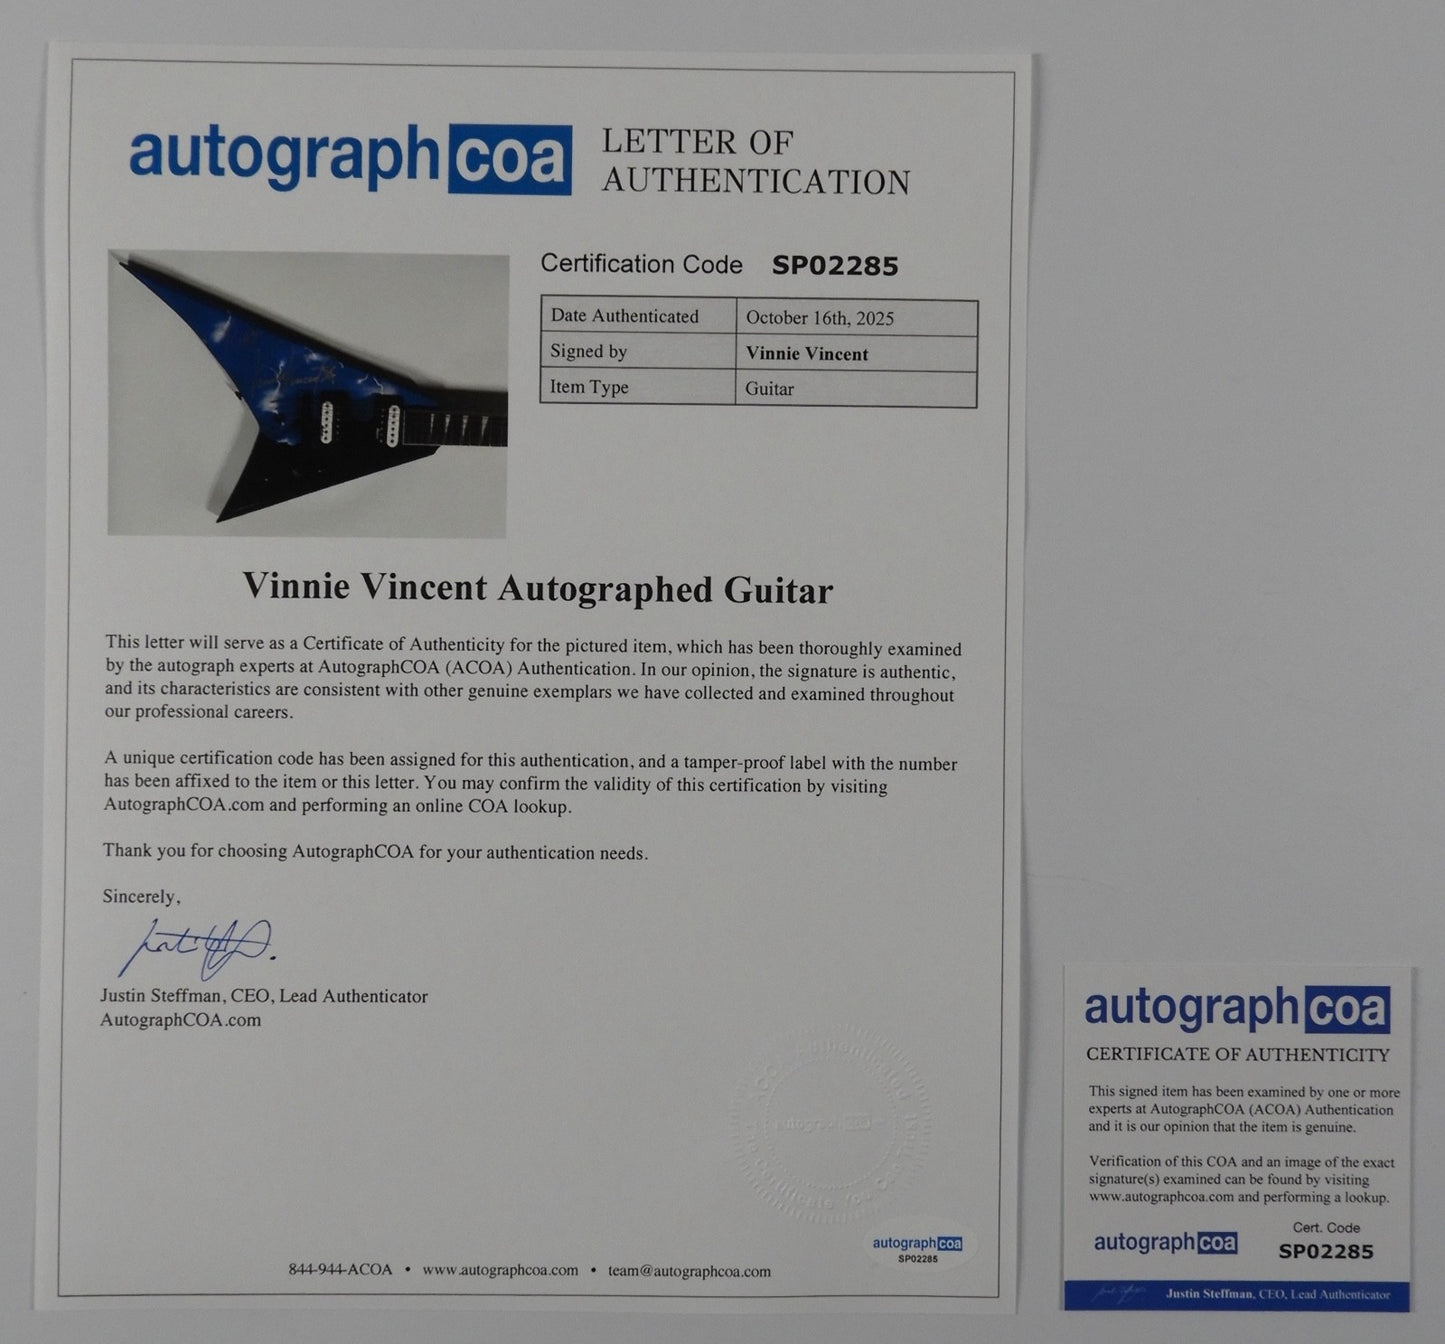 autographcoa
LETTER OF
AUTHENTICATION
Certification Code SP02285
Date Authenticated October 16th, 2025
Signed by Vinnie Vincent
Item Type Guitar
Vinnie Vincent Autographed Guitar
This letter will serve as a Certificate of Authenticity for the pictured item, which has been thoroughly examined
by the autograph experts at AutographCOA (ACOA) Authentication. In our opinion, the signature is authentic,
and its characteristics are consistent with other genuine exemplars we have collected and examined throughout
our professional careers.
A unique certification code has been assigned for this authentication, and a tamper-proof label with the number
has been affixed to the item or this letter. You may confirm the validity of this certification by visiting
AutographCOA.com and performing an online COA lookup.
Thank you for choosing AutographCOA for your authentication needs.
Sincerely,
Justin Steffman, CEO, Lead Authenticator
AutographCOA.com
autographcoa
SP02285
844-944-ACOA • www.autographcoa.com • team@autographcoa.com
autographcoa
CERTIFICATE OF AUTHENTICITY
This signed item has been examined by one or more
experts at AutographCOA (ACOA) Authentication
and it is our opinion that the item is genuine.
Verification of this COA and an image of the exact
signature(s) examined can be found by visiting
www.autographcoa.com and performing a lookup.
autographcoa
Cert. Code
SP02285
Justin Steffman, CEO, Lead Authenticator